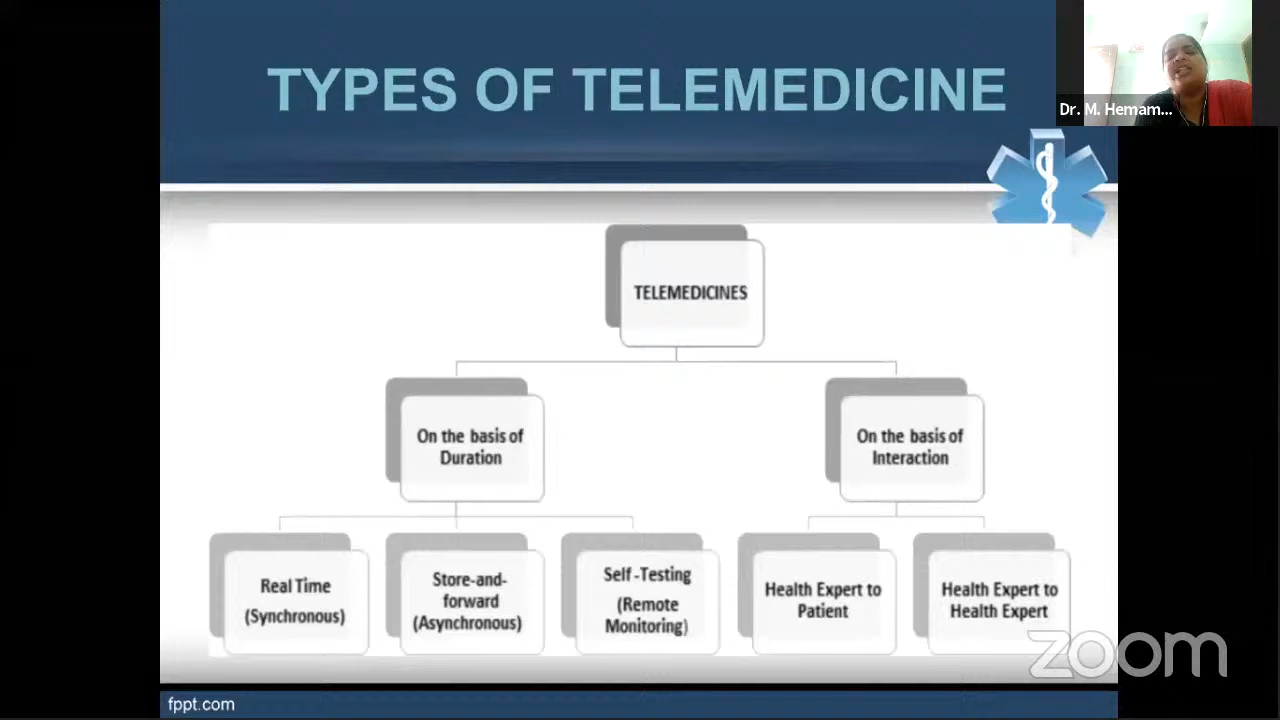 TYPES OF TELEMEDICINE
Dr. M. Hemam...
TELEMEDICINES
On the basis of
Duration
On the basis of
Interaction
Real Time
(Synchronous)
Store-and-
forward
(Asynchronous)
Self -Testing
(Remote
Monitoring)
Health Expert to
Patient
Health Expert to
Health Expert
zoom
fppt.com